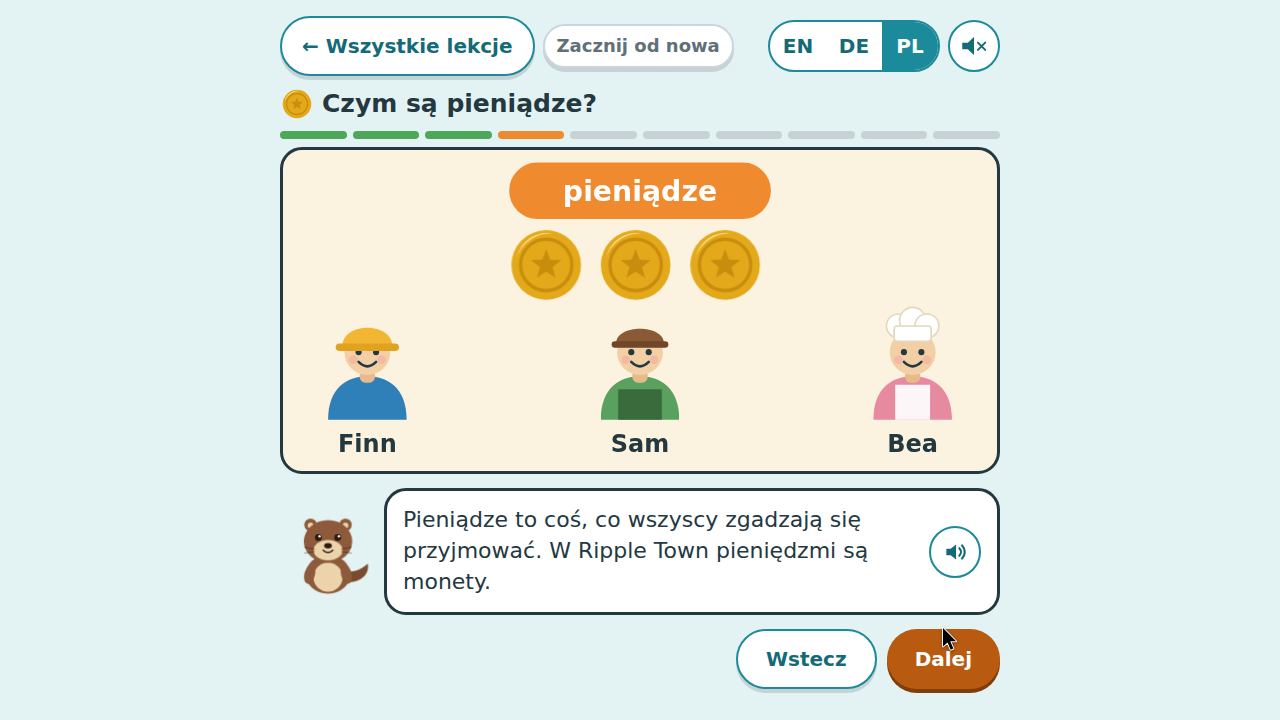 ← Wszystkie lekcje
Zacznij od nowa
EN DE PL
Czym są pieniądze?
pieniądze
Finn
Sam
Bea
Pieniądze to coś, co wszyscy zgadzają się
przyjmować. W Ripple Town pieniędzmi są
monety.
Wstecz
Dalej